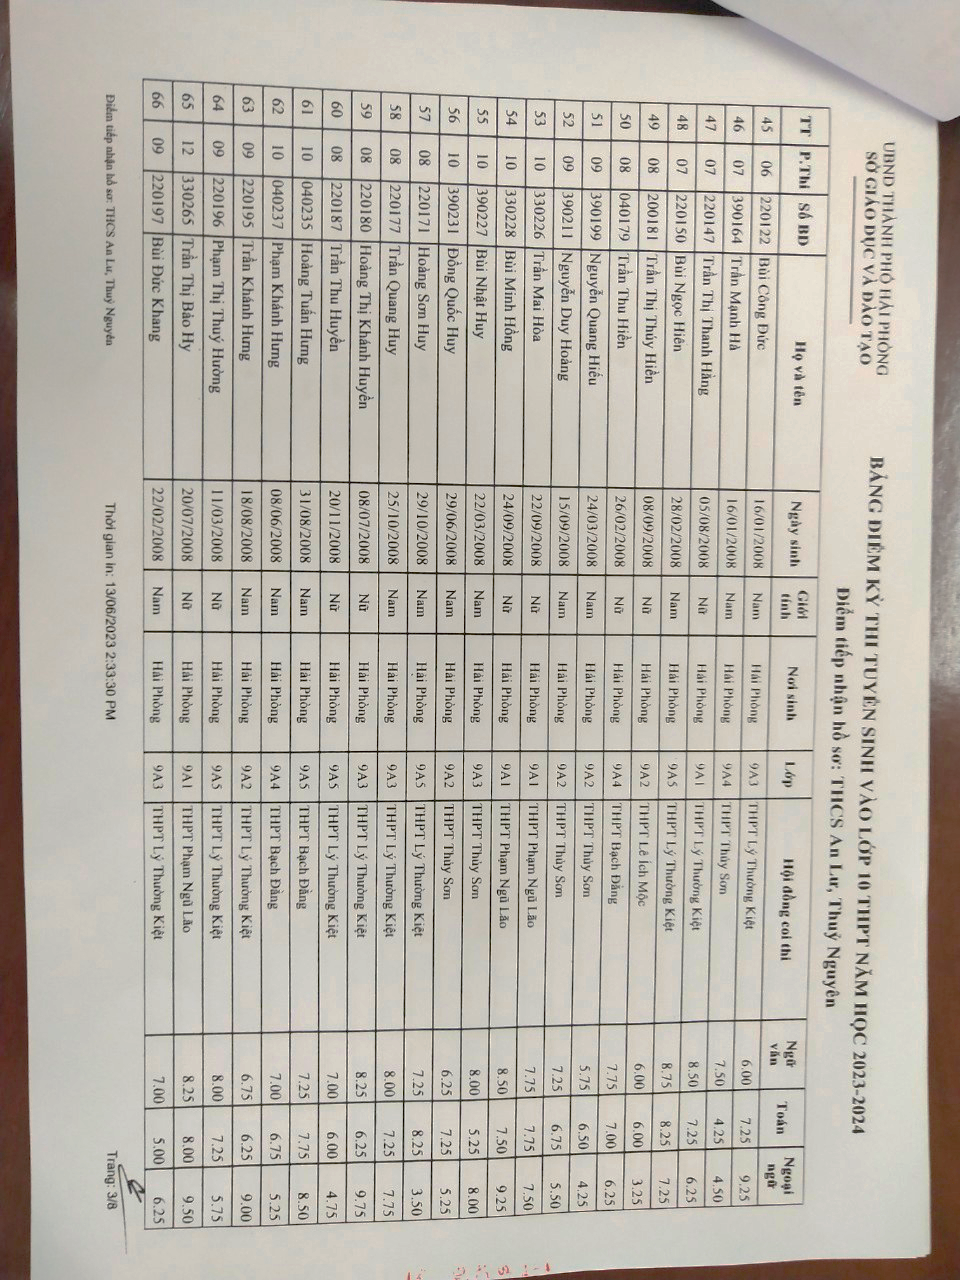 UBND THÀNH PHỐ HẢI PHÒNG
SỞ GIÁO DỤC VÀ ĐÀO TẠO
BẢNG ĐIỂM KỲ THI TUYỂN SINH VÀO LỚP 10 THPT NĂM HỌC 2023-2024
Điểm tiếp nhận hồ sơ: THCS An Lư, Thuỷ Nguyên
TT P.Thi Số BD Họ và tên Ngày sinh Giới tính Nơi sinh Lớp Hội đồng coi thi Ngữ văn Toán Ngoại ngữ
45 06 220122 Bùi Công Đức 16/01/2008 Nam Hải Phòng 9A3 THPT Lý Thường Kiệt 6.00 7.25 9.25
46 07 390164 Trần Mạnh Hà 16/01/2008 Nam Hải Phòng 9A4 THPT Thủy Sơn 7.50 4.25 4.50
47 07 220147 Trần Thị Thanh Hằng 05/08/2008 Nữ Hải Phòng 9A1 THPT Lý Thường Kiệt 8.50 7.25 6.25
48 07 220150 Bùi Ngọc Hiển 28/02/2008 Nam Hải Phòng 9A5 THPT Lý Thường Kiệt 8.75 8.25 7.25
49 08 200181 Trần Thị Thúy Hiền 08/09/2008 Nữ Hải Phòng 9A2 THPT Lê Ích Mộc 6.00 6.00 3.25
50 08 040179 Trần Thu Hiền 26/02/2008 Nữ Hải Phòng 9A4 THPT Bạch Đằng 7.75 7.00 6.25
51 09 390199 Nguyễn Quang Hiếu 24/03/2008 Nam Hải Phòng 9A2 THPT Thủy Sơn 5.75 6.50 4.25
52 09 390211 Nguyễn Duy Hoàng 15/09/2008 Nam Hải Phòng 9A2 THPT Thủy Sơn 7.25 6.75 5.50
53 10 330226 Trần Mai Hoa 22/09/2008 Nữ Hải Phòng 9A1 THPT Phạm Ngũ Lão 7.75 7.75 7.50
54 10 330228 Bùi Minh Hồng 24/09/2008 Nữ Hải Phòng 9A1 THPT Phạm Ngũ Lão 8.50 7.50 9.25
55 10 390227 Bùi Nhật Huy 22/03/2008 Nam Hải Phòng 9A3 THPT Thủy Sơn 8.00 5.25 8.00
56 10 390231 Đồng Quốc Huy 29/06/2008 Nam Hải Phòng 9A2 THPT Thủy Sơn 6.25 7.25 5.25
57 08 220171 Hoàng Sơn Huy 29/10/2008 Nam Hải Phòng 9A5 THPT Lý Thường Kiệt 7.25 8.25 3.50
58 08 220177 Trần Quang Huy 25/10/2008 Nam Hải Phòng 9A3 THPT Lý Thường Kiệt 8.00 7.25 7.75
59 08 220180 Hoàng Thị Khánh Huyền 08/07/2008 Nữ Hải Phòng 9A3 THPT Lý Thường Kiệt 8.25 6.25 9.75
60 08 220187 Trần Thu Huyền 20/11/2008 Nữ Hải Phòng 9A5 THPT Lý Thường Kiệt 7.00 6.00 4.75
61 10 040235 Hoàng Tuấn Hưng 31/08/2008 Nam Hải Phòng 9A5 THPT Bạch Đằng 7.25 7.75 8.50
62 10 040237 Phạm Khánh Hưng 08/06/2008 Nam Hải Phòng 9A4 THPT Bạch Đằng 7.00 6.75 5.25
63 09 220195 Trần Khánh Hưng 18/08/2008 Nam Hải Phòng 9A2 THPT Lý Thường Kiệt 6.75 6.25 9.00
64 09 220196 Phạm Thị Thuý Hường 11/03/2008 Nữ Hải Phòng 9A5 THPT Lý Thường Kiệt 8.00 7.25 5.75
65 12 330265 Trần Thị Bảo Hy 20/07/2008 Nữ Hải Phòng 9A1 THPT Phạm Ngũ Lão 8.25 8.00 9.50
66 09 220197 Bùi Đức Khang 22/02/2008 Nam Hải Phòng 9A3 THPT Lý Thường Kiệt 7.00 5.00 6.25
Điểm tiếp nhận hồ sơ: THCS An Lư, Thuỷ Nguyên Thời gian in: 13/06/2023 2:33:30 PM Trang: 3/8